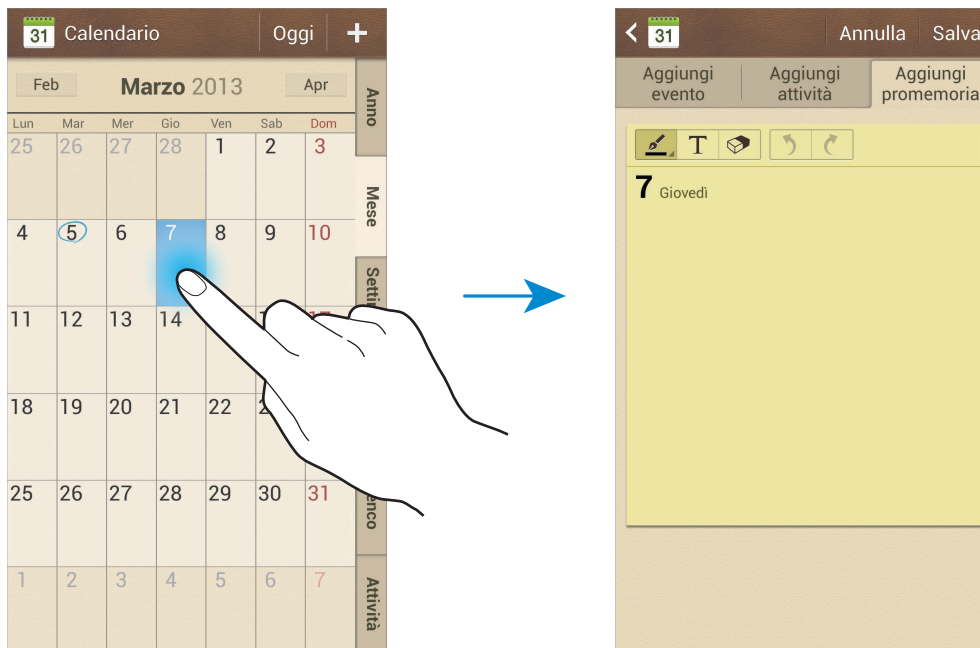 31 Calendario Oggi +
Feb Marzo 2013 Apr
Lun Mar Mer Gio Ven Sab Dom
25 26 27 28 1 2 3
4 5 6 7 8 9 10
11 12 13 14
18 19 20 21 22
25 26 27 28 29 30 31
1 2 3 4 5 6 7
Anno
Mese
Attività
31 Annulla Salva
Aggiungi evento
Aggiungi attività
Aggiungi promemoria
T
7 Giovedì